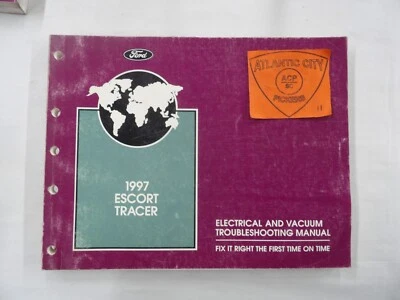 Ford
ATLANTIC CITY
ACP
BC
PICKERS
1997
ESCORT
TRACER
ELECTRICAL AND VACUUM
TROUBLESHOOTING MANUAL
FIX IT RIGHT THE FIRST TIME ON TIME